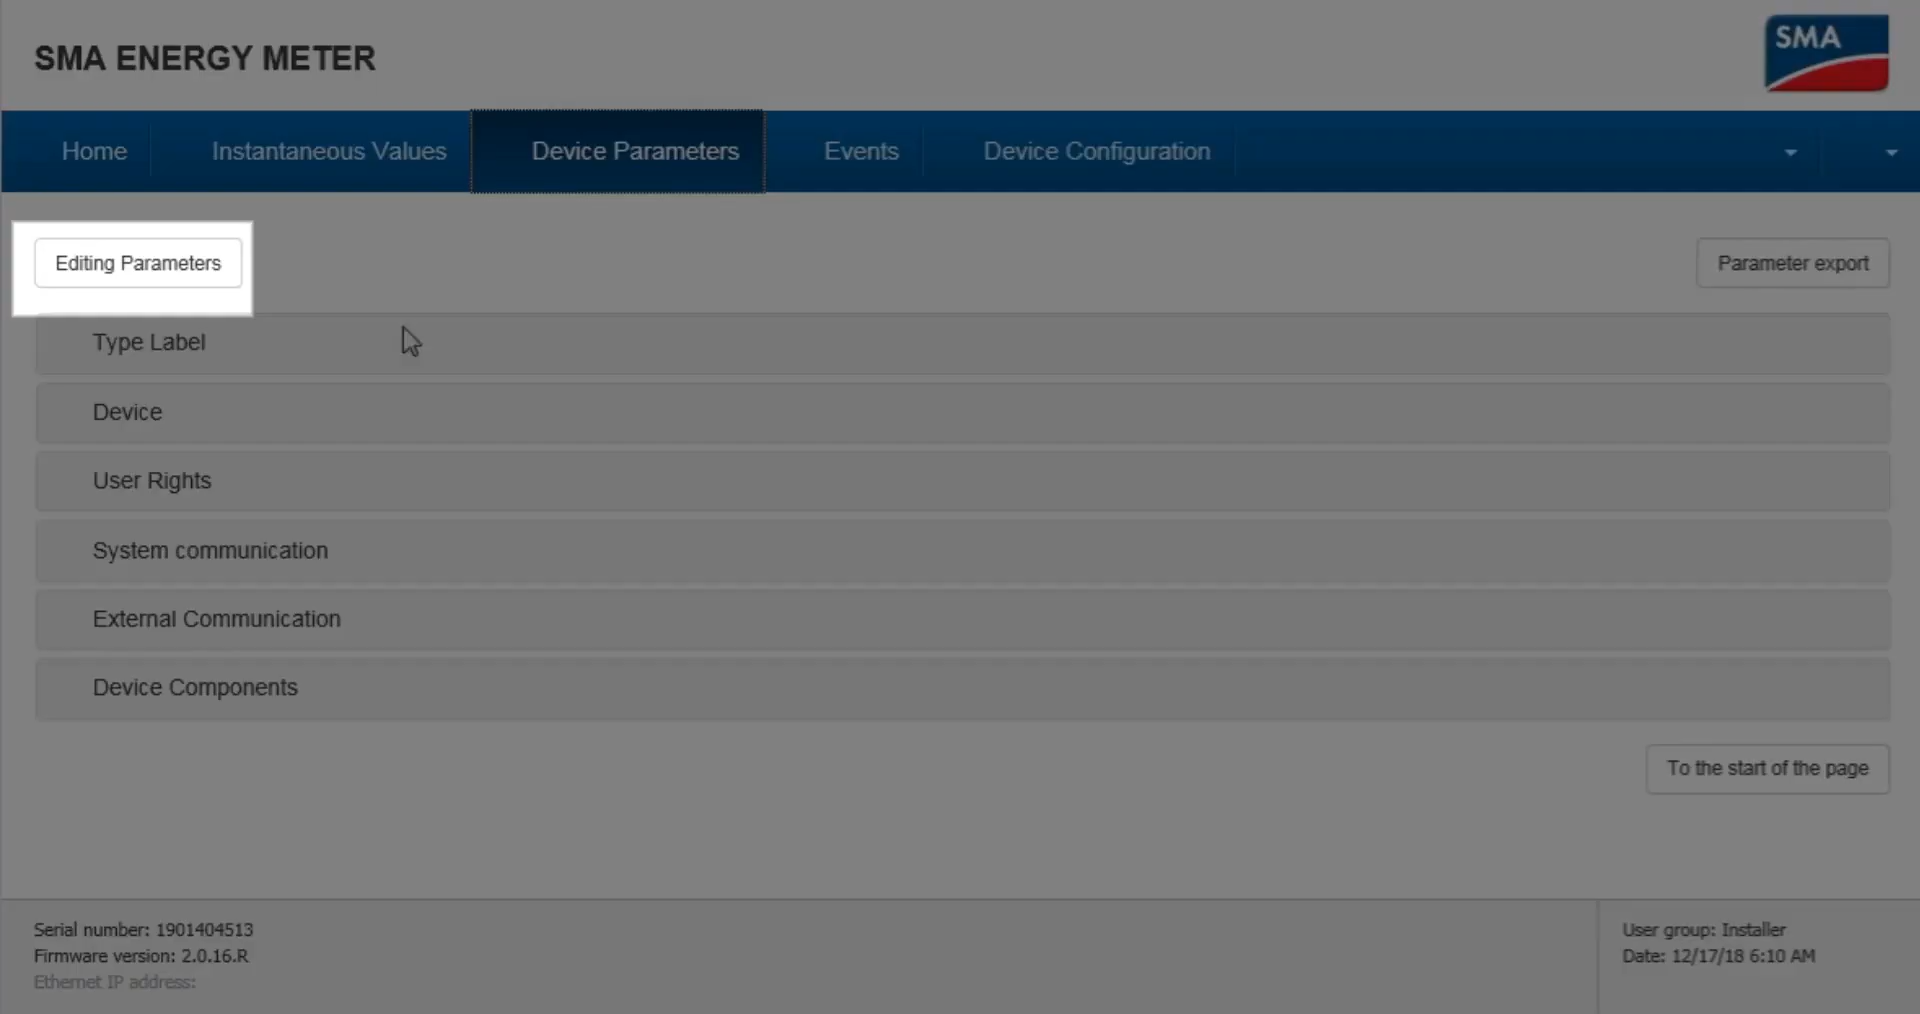 SMA ENERGY METER
SMA
Home
Instantaneous Values
Device Parameters
Events
Device Configuration
Editing Parameters
Parameter export
Type Label
Device
User Rights
System communication
External Communication
Device Components
To the start of the page
Serial number: 1901404513
Firmware version: 2.0.16.R
Ethernet IP address:
User group: Installer
Date: 12/17/18 6:10 AM